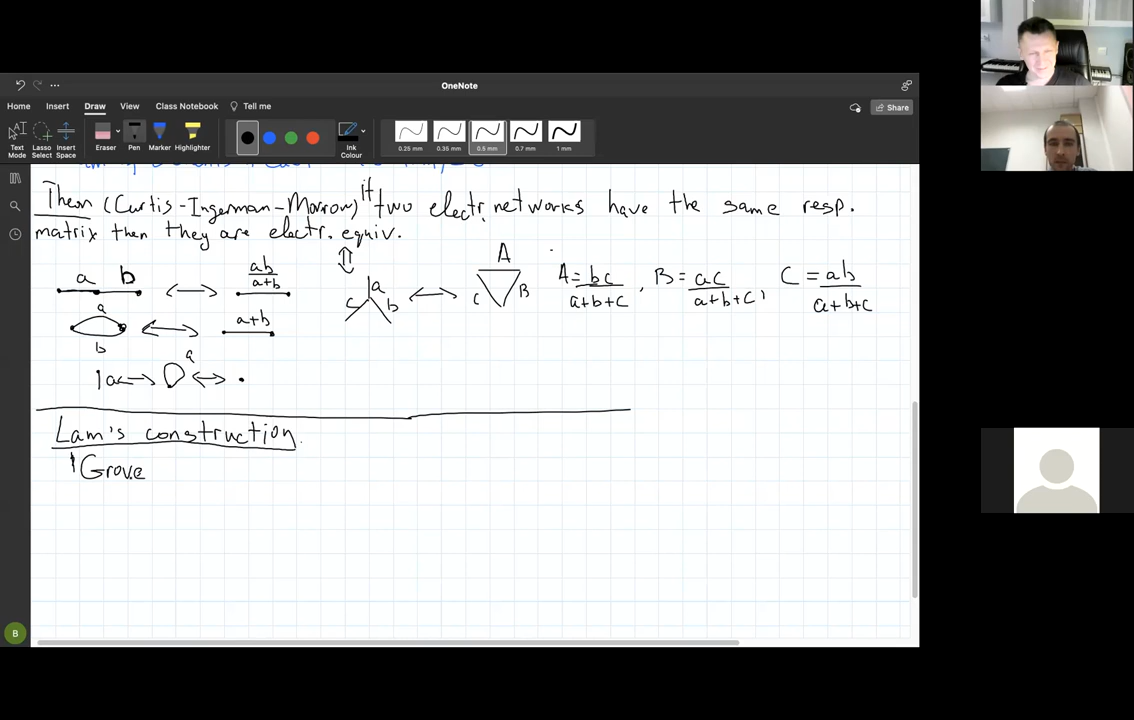 OneNote
Home Insert Draw View Class Notebook Tell me
Share
Text Mode Lasso Select Insert Space Eraser Pen Marker Highlighter Ink Colour 0.25 mm 0.35 mm 0.5 mm 0.7 mm 1 mm
Theon (Curtis-Ingerman-Morrow) if two electr. networks have the same resp.
matrix then they are electr. equiv.
a b ↔ ab/a+b
a b c ↔ A B C
A = bc/a+b+c , B = ac/a+b+c , C = ab/a+b+c
a b ↔ a+b
a ↔ a ↔
Lam's construction.
Grove
B